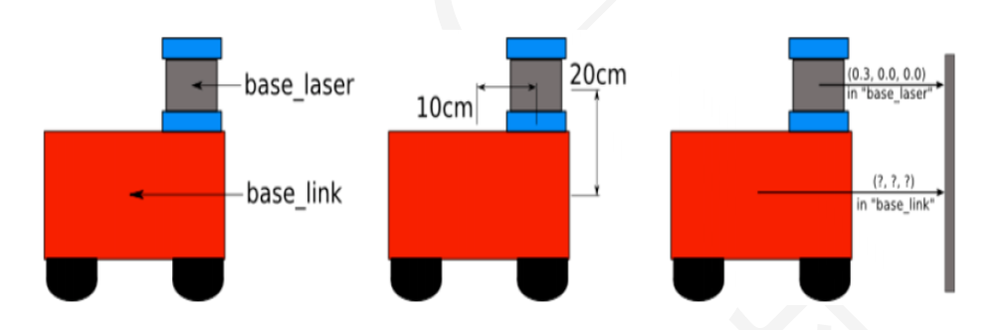 base_laser
base_link
20cm
10cm
(0.3, 0.0, 0.0)
in "base_laser"
(?, ?, ?)
in "base_link"